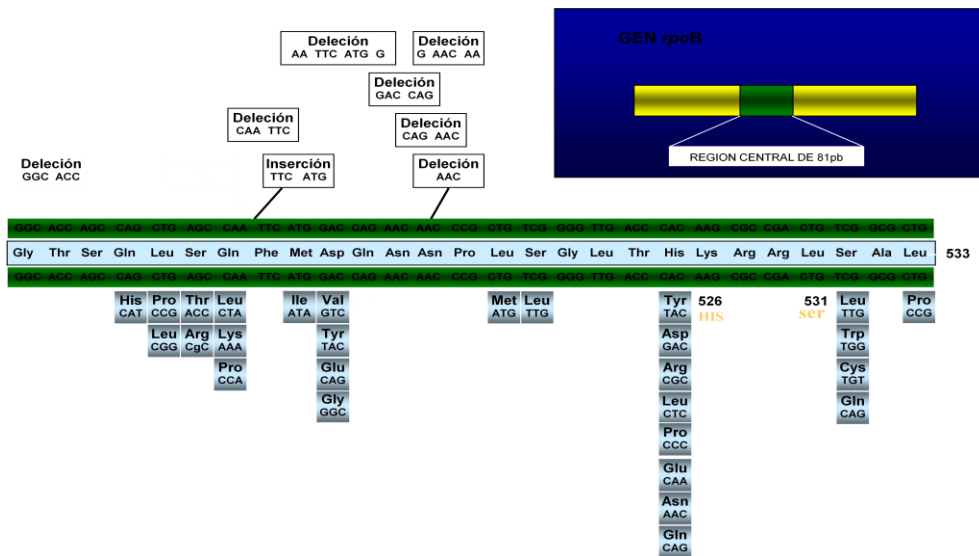 Deleción
AA TTC ATG G
Deleción
G AAC AA
Deleción
GAC CAG
Deleción
CAA TTC
Deleción
CAG AAC
Deleción
GGC ACC
Inserción
TTC ATG
Deleción
AAC
GEN rpoB
REGION CENTRAL DE 81pb
GGC ACC AGC CAG CTG AGC CAA TTC ATG GAC CAG AAC AAC CCG CTG TCG GGG TTG ACC CAC AAG CGC CGA CTG TCG GCG CTG
Gly Thr Ser Gln Leu Ser Gln Phe Met Asp Gln Asn Asn Pro Leu Ser Gly Leu Thr His Lys Arg Arg Leu Ser Ala Leu 533
GGC ACC AGC CAG CTG AGC CAA TTC ATG GAC CAG AAC AAC CCG CTG TCG GGG TTG ACC CAC AAG CGC CGA CTG TCG GCG CTG
His Pro Thr Leu Ile Val Met Leu Tyr 526 531 Leu Pro
CAT CCG ACC CTA ATA GTC ATG TTG TAC HIS ser TTG CCG
Leu Arg Lys Tyr Asp Trp
CGG CgC AAA TAC GAC TGG
Pro Glu Arg Cys
CCA CAG CGC TGT
Gly Leu Gln
GGC CTC CAG
Pro
CCC
Glu
CAA
Asn
AAC
Gln
CAG